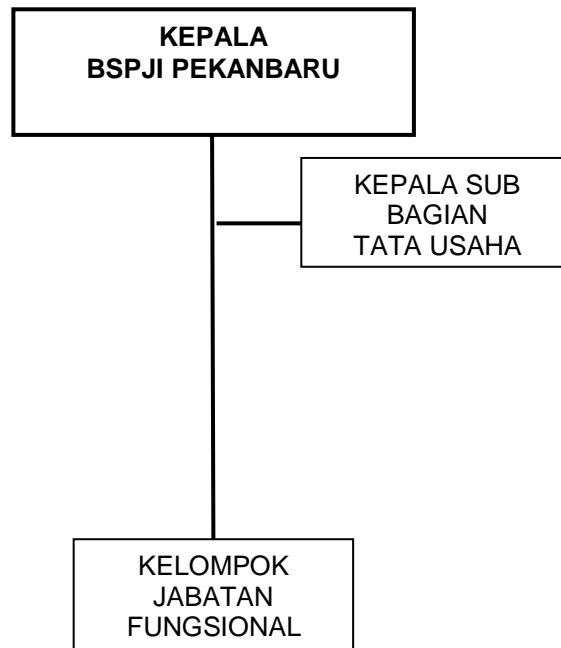 KEPALA
BSPJI PEKANBARU
KEPALA SUB
BAGIAN
TATA USAHA
KELOMPOK
JABATAN
FUNGSIONAL